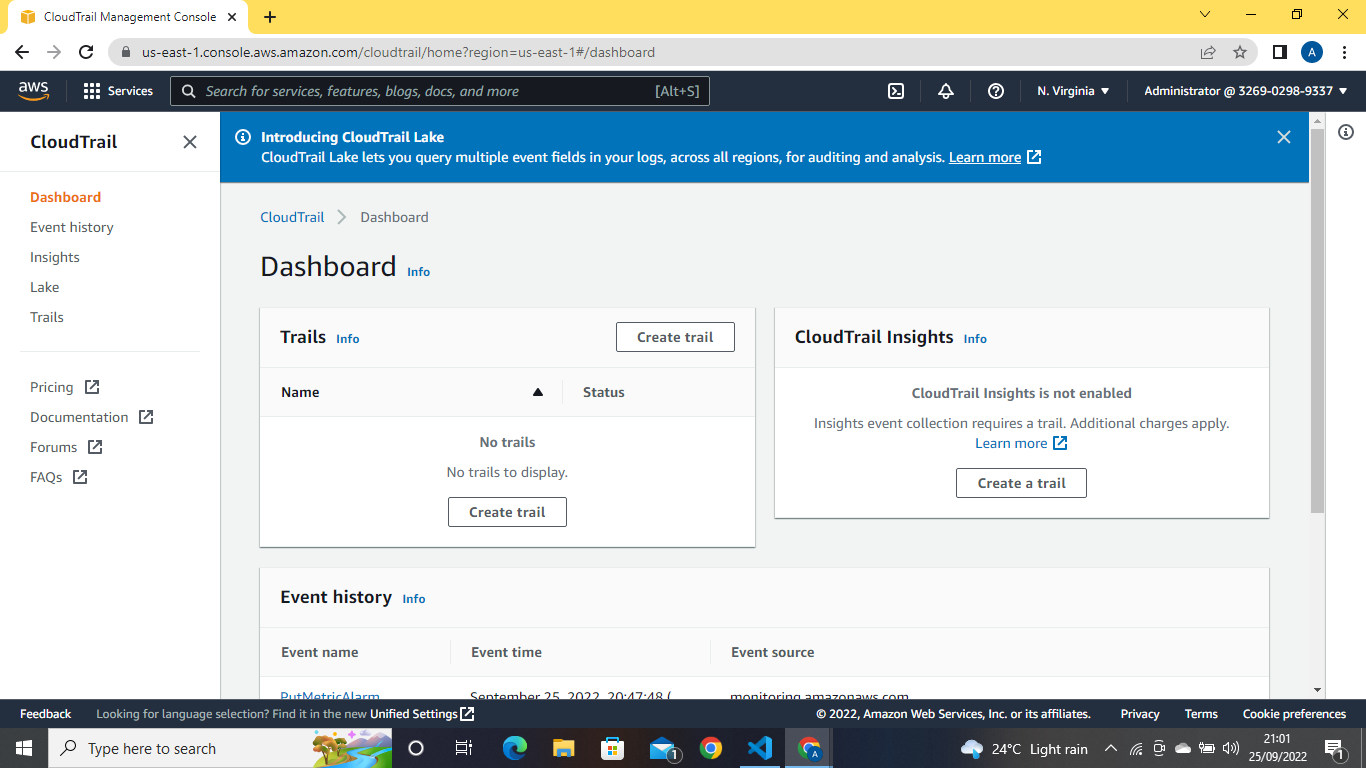 CloudTrail Management Console
us-east-1.console.aws.amazon.com/cloudtrail/home?region=us-east-1#/dashboard
A
aws
Services
Search for services, features, blogs, docs, and more
[Alt+S]
N. Virginia
Administrator @ 3269-0298-9337
CloudTrail
Dashboard
Event history
Insights
Lake
Trails
Pricing
Documentation
Forums
FAQs
Introducing CloudTrail Lake
CloudTrail Lake lets you query multiple event fields in your logs, across all regions, for auditing and analysis. Learn more
CloudTrail
Dashboard
Dashboard Info
Trails Info
Create trail
Name
Status
No trails
No trails to display.
Create trail
CloudTrail Insights Info
CloudTrail Insights is not enabled
Insights event collection requires a trail. Additional charges apply.
Learn more
Create a trail
Event history Info
Event name
Event time
Event source
PutMetricAlarm
September 25, 2022, 20:47:48 (
monitoring.amazonaws.com
Feedback
Looking for language selection? Find it in the new Unified Settings
© 2022, Amazon Web Services, Inc. or its affiliates.
Privacy
Terms
Cookie preferences
Type here to search
1
A
24°C Light rain
21:01
25/09/2022
1